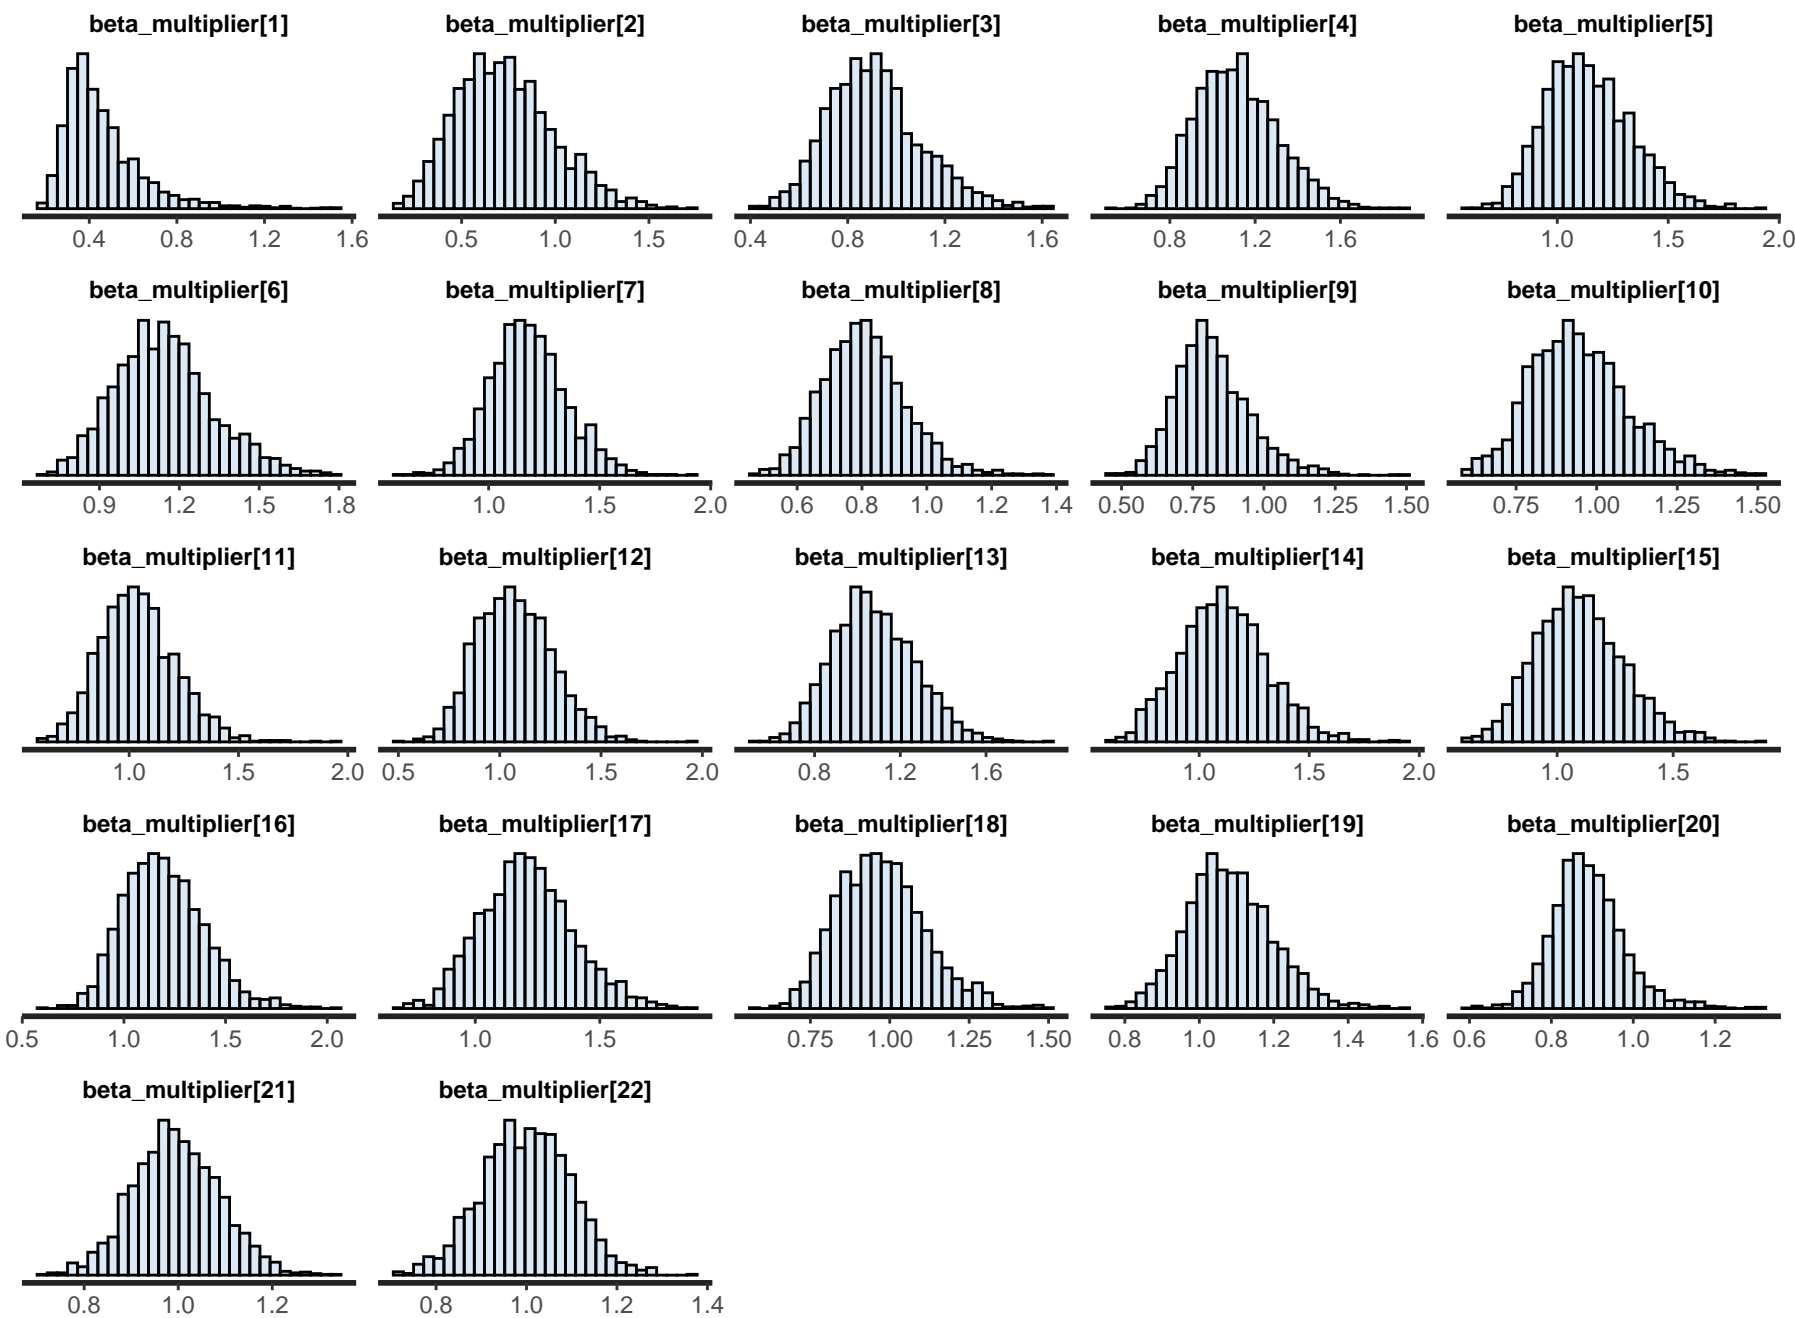 beta_multiplier[1] beta_multiplier[2] beta_multiplier[3] beta_multiplier[4] beta_multiplier[5]
0.4 0.8 1.2 1.6 0.5 1.0 1.5 0.4 0.8 1.2 1.6 0.8 1.2 1.6 1.0 1.5 2.0
beta_multiplier[6] beta_multiplier[7] beta_multiplier[8] beta_multiplier[9] beta_multiplier[10]
0.9 1.2 1.5 1.8 1.0 1.5 2.0 0.6 0.8 1.0 1.2 1.4 0.50 0.75 1.00 1.25 1.50 0.75 1.00 1.25 1.50
beta_multiplier[11] beta_multiplier[12] beta_multiplier[13] beta_multiplier[14] beta_multiplier[15]
1.0 1.5 2.0 0.5 1.0 1.5 2.0 0.8 1.2 1.6 1.0 1.5 2.0 1.0 1.5
beta_multiplier[16] beta_multiplier[17] beta_multiplier[18] beta_multiplier[19] beta_multiplier[20]
0.5 1.0 1.5 2.0 1.0 1.5 0.75 1.00 1.25 1.50 0.8 1.0 1.2 1.4 1.6 0.6 0.8 1.0 1.2
beta_multiplier[21] beta_multiplier[22]
0.8 1.0 1.2 0.8 1.0 1.2 1.4